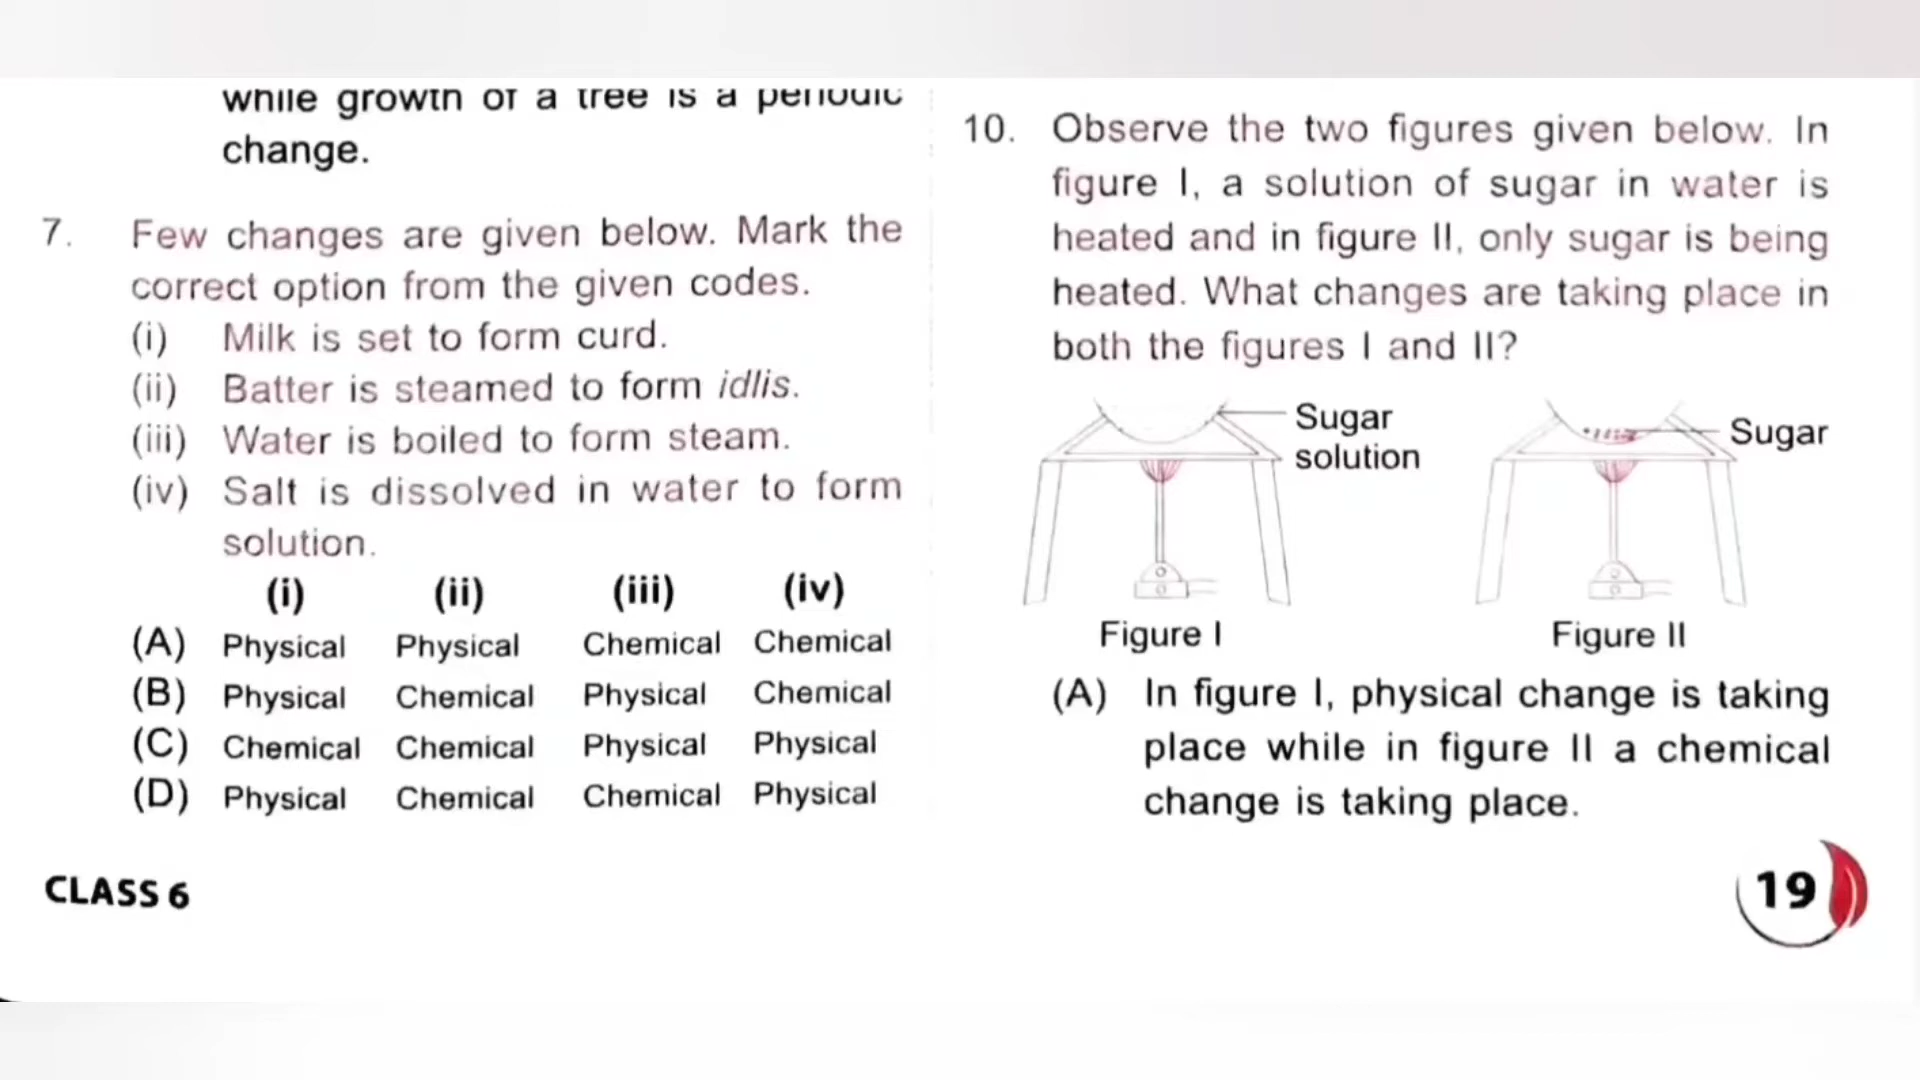 while growth of a tree is a periodic
change.
7. Few changes are given below. Mark the
correct option from the given codes.
(i) Milk is set to form curd.
(ii) Batter is steamed to form idlis.
(iii) Water is boiled to form steam.
(iv) Salt is dissolved in water to form
solution.
(i) (ii) (iii) (iv)
(A) Physical Physical Chemical Chemical
(B) Physical Chemical Physical Chemical
(C) Chemical Chemical Physical Physical
(D) Physical Chemical Chemical Physical
CLASS 6
10. Observe the two figures given below. In
figure I, a solution of sugar in water is
heated and in figure II, only sugar is being
heated. What changes are taking place in
both the figures I and II?
Sugar
solution
Sugar
Figure I
Figure II
(A) In figure I, physical change is taking
place while in figure II a chemical
change is taking place.
19